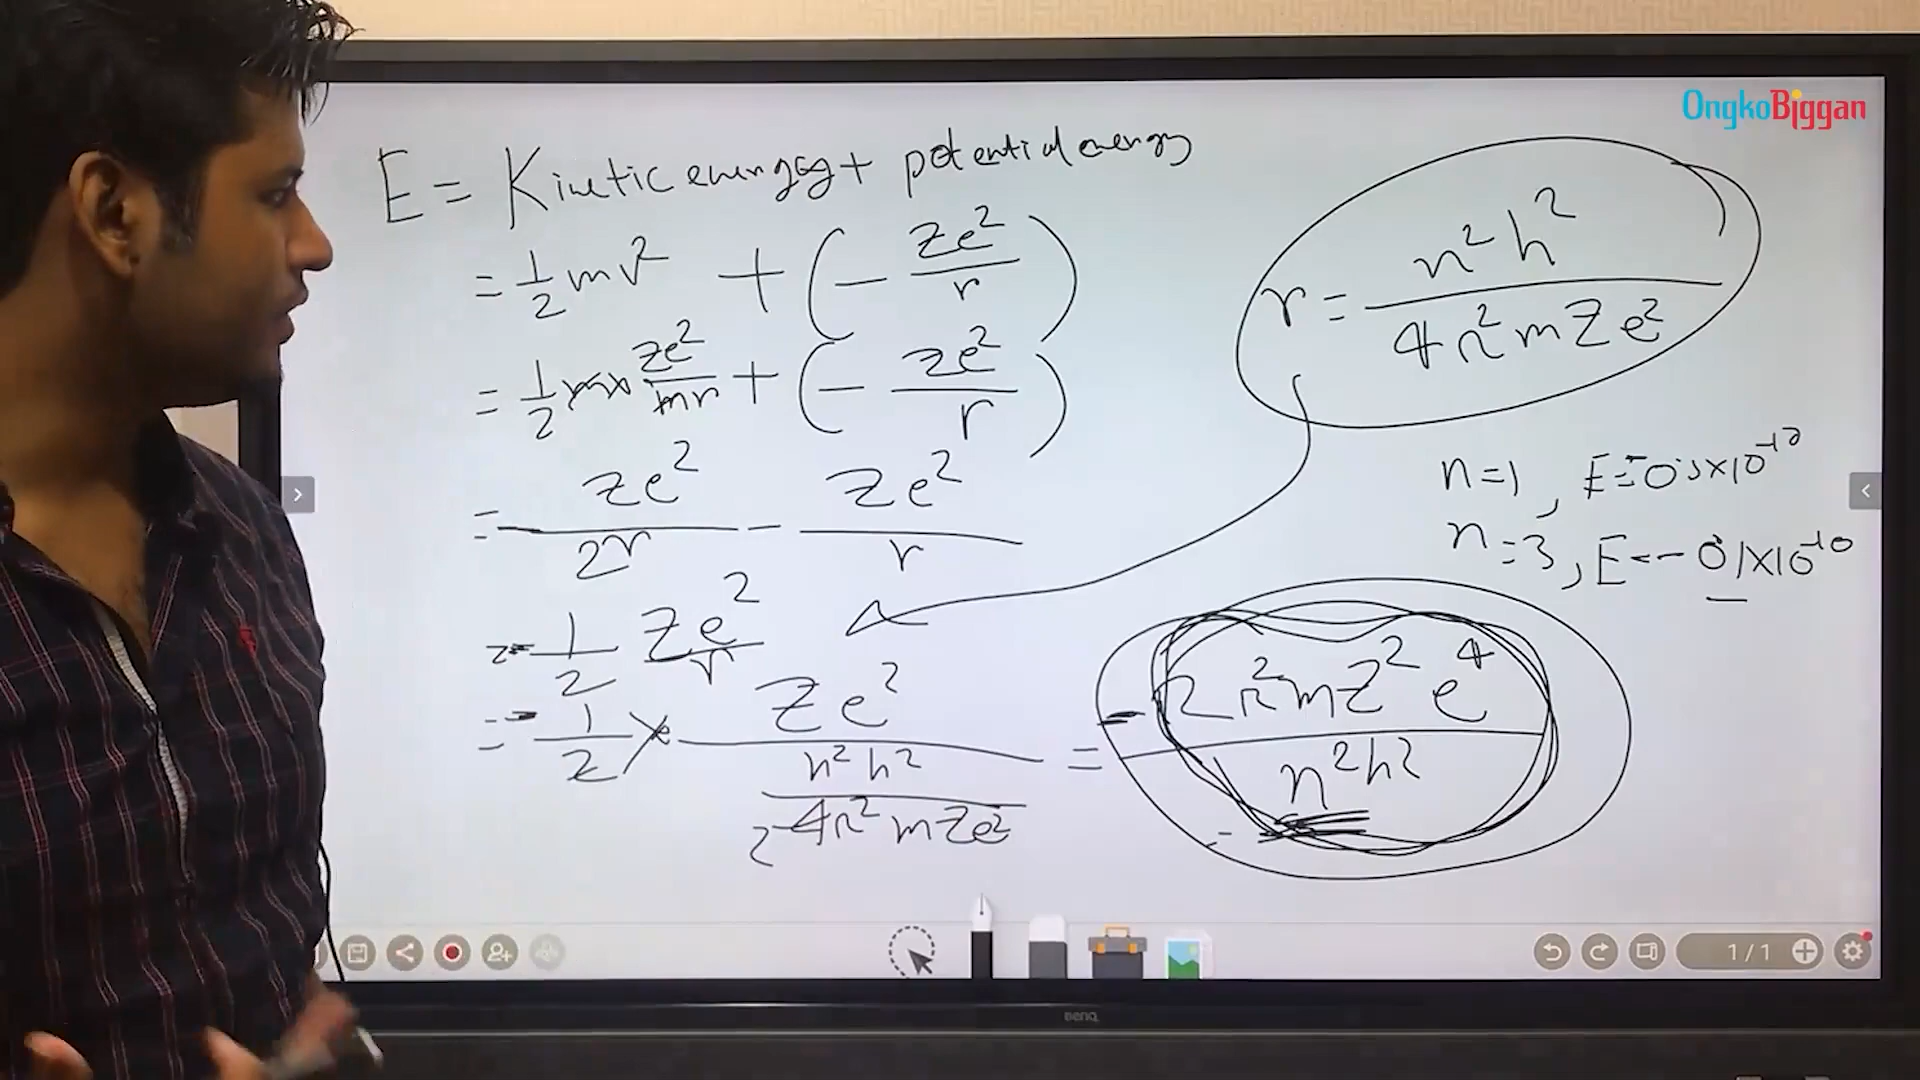 OngkoBiggan
E = Kinetic energy + potential energy
= 1/2 mv² + (- Ze²/r)
= 1/2 m× Ze²/mr + (- Ze²/r)
= Ze²/2r - Ze²/r
= - 1/2 Ze²/r
= - 1/2 × Ze² / (n²h² / 4π²mZe²) = - 2π²mZ²e⁴ / n²h²
2
r = n²h² / 4π²mZe²
n=1, E=
n=3, E
1/1
BenQ